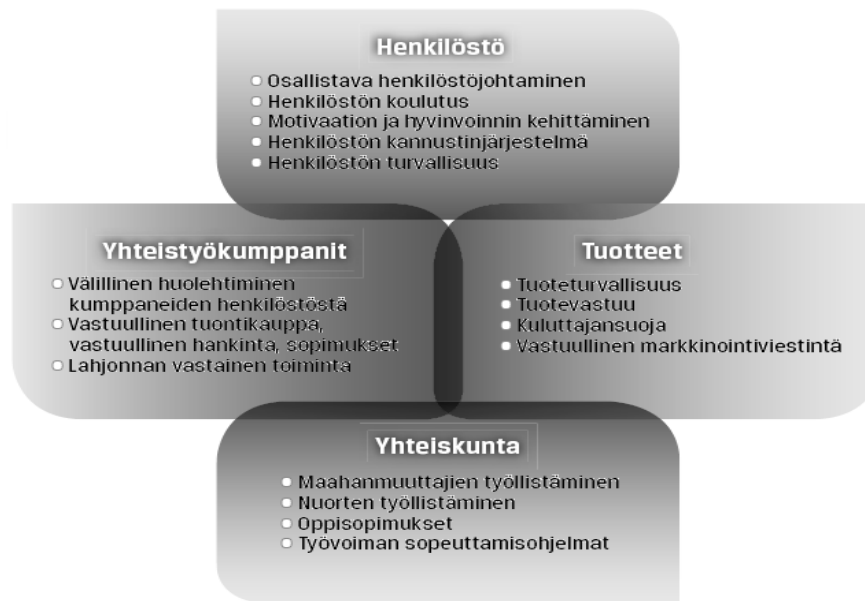 Henkilöstö
Osallistava henkilöstöjohtaminen
Henkilöstön koulutus
Motivaation ja hyvinvoinnin kehittäminen
Henkilöstön kannustinjärjestelmä
Henkilöstön turvallisuus
Yhteistyökumppanit
Välillinen huolehtiminen
kumppaneiden henkilöstöstä
Vastuullinen tuontikauppa,
vastuullinen hankinta, sopimukset
Lahjonnan vastainen toiminta
Tuotteet
Tuoteturvallisuus
Tuotevastuu
Kuluttajansuoja
Vastuullinen markkinointiviestintä
Yhteiskunta
Maahanmuuttajien työllistäminen
Nuorten työllistäminen
Oppisopimukset
Työvoiman sopeuttamisohjelmat